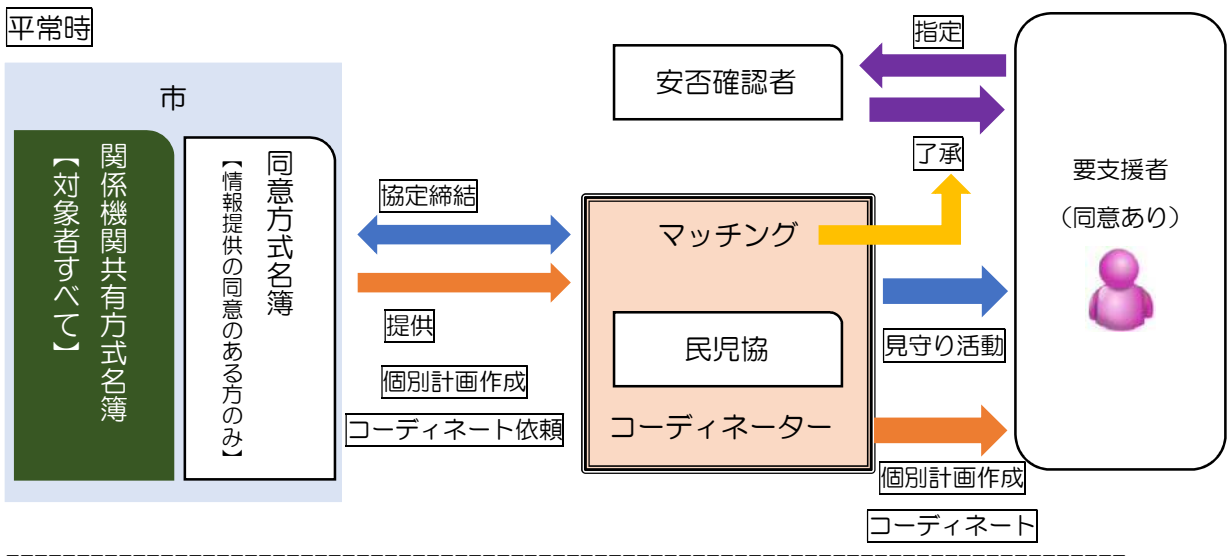 平常時
市
関係機関共有方式名簿
【対象者すべて】
同意方式名簿
【情報提供の同意のある方のみ】
協定締結
提供
個別計画作成
コーディネート依頼
安否確認者
指定
了承
マッチング
民児協
コーディネーター
見守り活動
個別計画作成
コーディネート
要支援者
（同意あり）